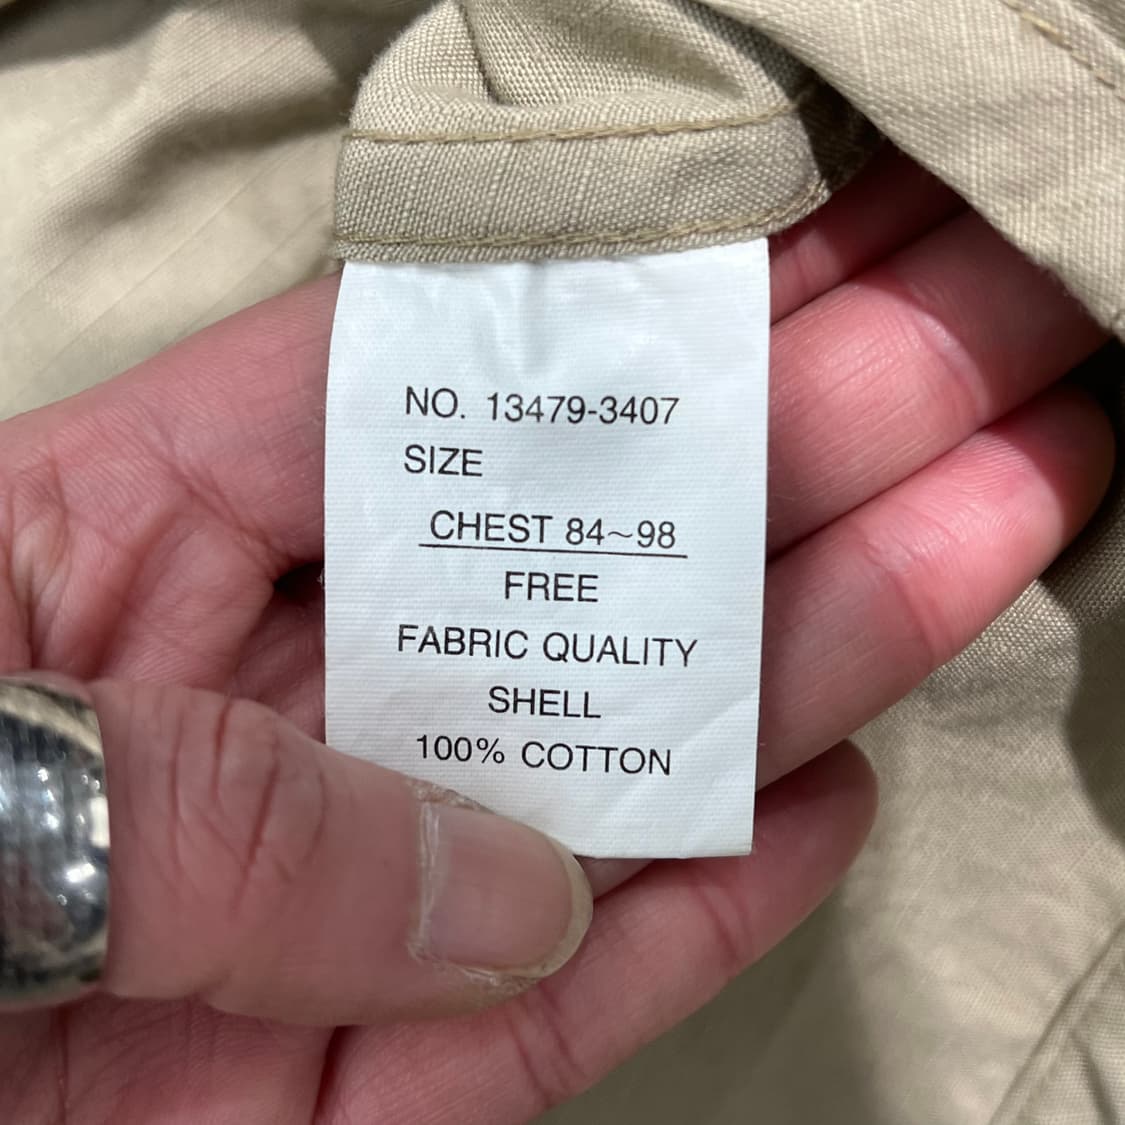 NO. 13479-3407
SIZE
CHEST 84~98
FREE
FABRIC QUALITY
SHELL
100% COTTON